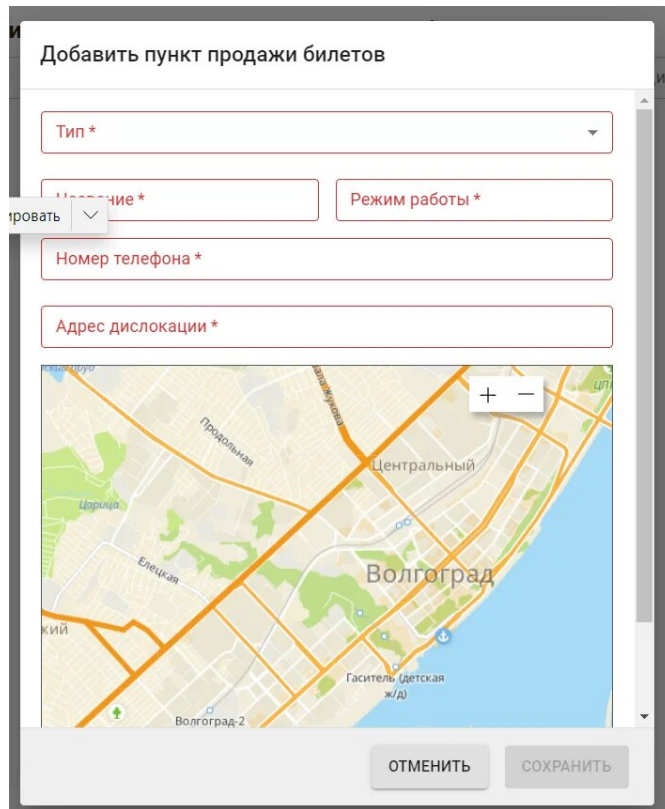 Добавить пункт продажи билетов
Тип *
Название *
Режим работы *
ировать
Номер телефона *
Адрес дислокации *
Продольная
Центральный
Царица
Елецкая
Волгоград
кий
Гаситель (детская
ж/д)
Волгоград-2
ОТМЕНИТЬ
СОХРАНИТЬ